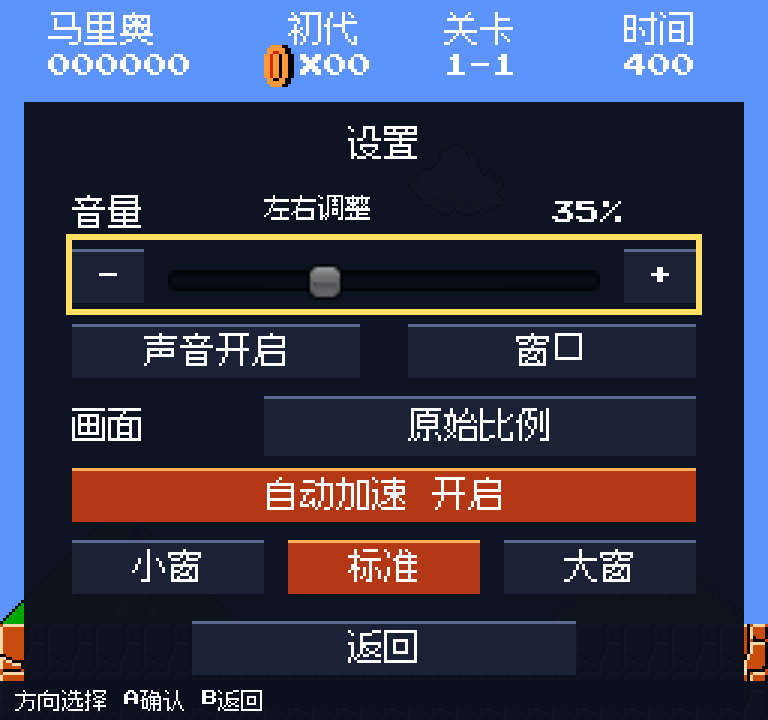 马里奥 初代 关卡 时间
000000 ×00 1-1 400
设置
音量 左右调整 35%
- +
声音开启 窗口
画面 原始比例
自动加速 开启
小窗 标准 大窗
返回
方向选择 A确认 B返回